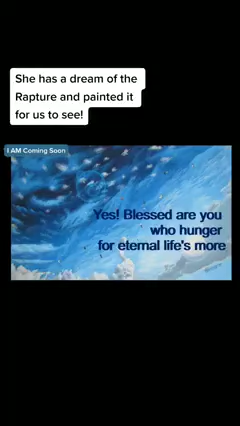 She has a dream of the
Rapture and painted it
for us to see!
I AM Coming Soon
Yes! Blessed are you
who hunger
for eternal life's more